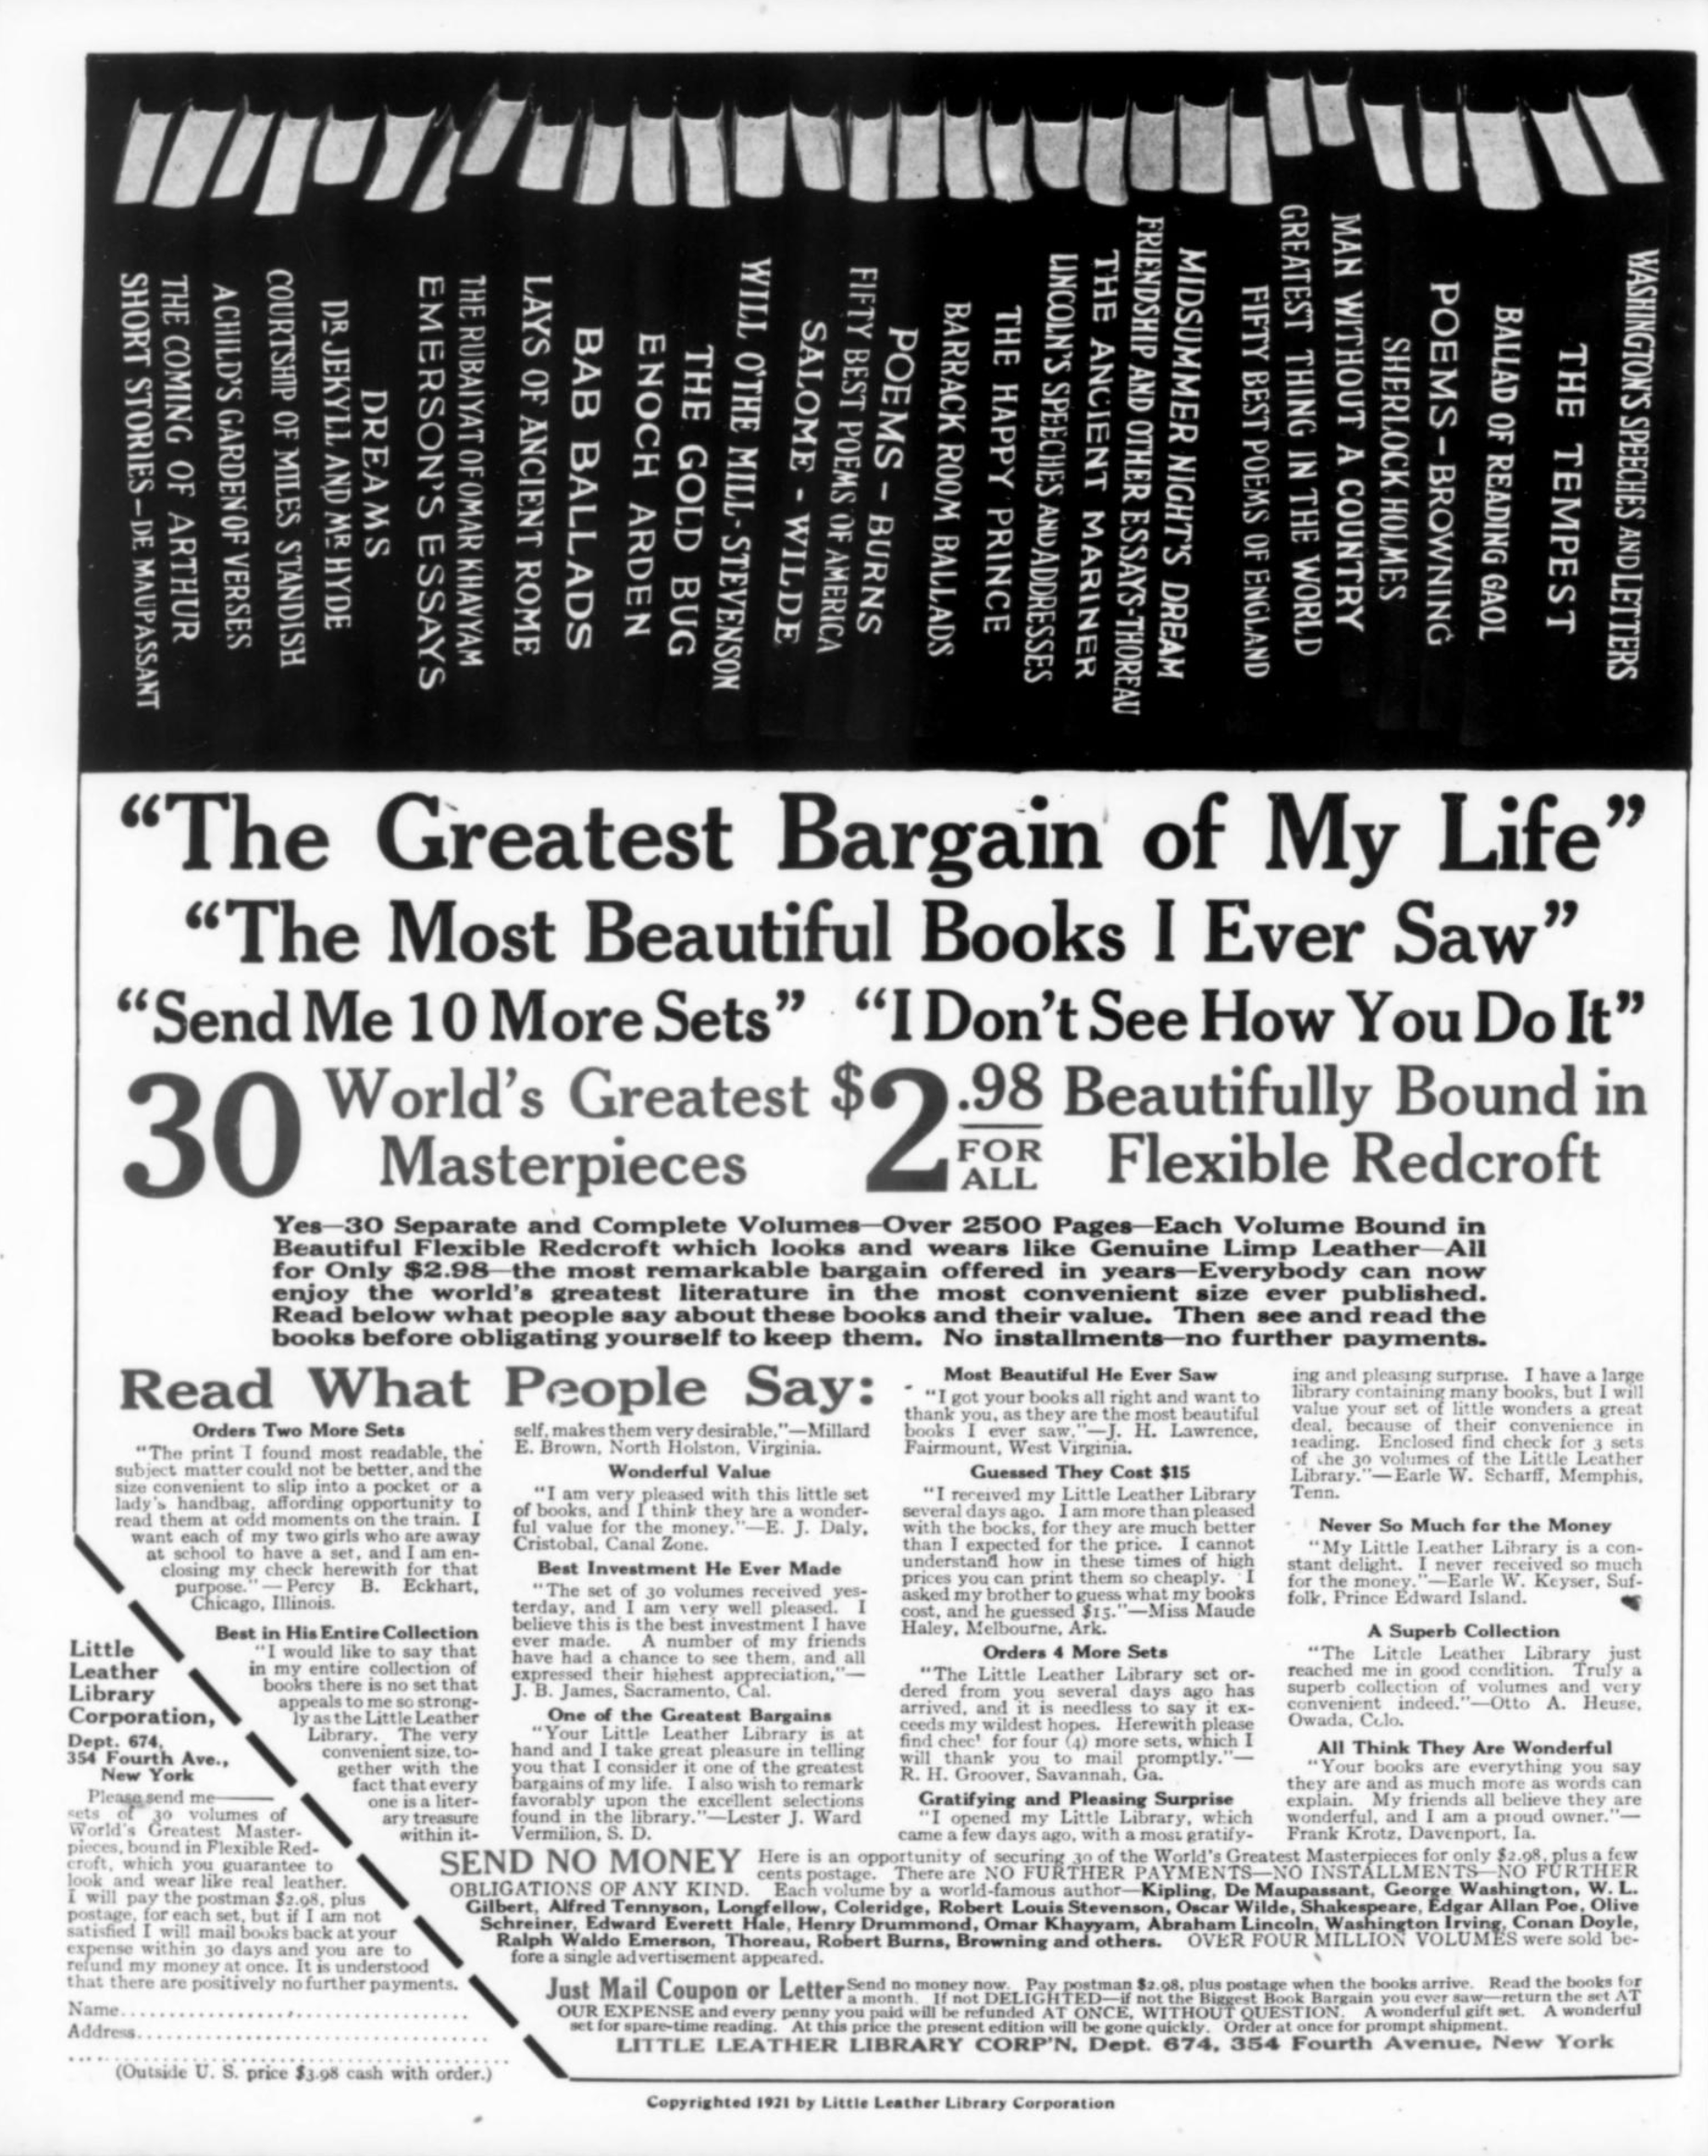 SHORT STORIES-DE MAUPASSANT
THE COMING OF ARTHUR
A CHILD'S GARDEN OF VERSES
COURTSHIP OF MILES STANDISH
DR. JEKYLL AND MR. HYDE
DREAMS
EMERSON'S ESSAYS
THE RUBAIYAT OF OMAR KHAYYAM
LAYS OF ANCIENT ROME
BAB BALLADS
ENOCH ARDEN
THE GOLD BUG
WILL O'THE MILL-STEVENSON
SALOME-WILDE
FIFTY BEST POEMS OF AMERICA
POEMS-BURNS
BARRACK ROOM BALLADS
THE HAPPY PRINCE
LINCOLN'S SPEECHES AND ADDRESSES
THE ANCIENT MARINER
FRIENDSHIP AND OTHER ESSAYS-THOREAU
MIDSUMMER NIGHT'S DREAM
FIFTY BEST POEMS OF ENGLAND
GREATEST THING IN THE WORLD
MAN WITHOUT A COUNTRY
SHERLOCK HOLMES
POEMS-BROWNING
BALLAD OF READING GAOL
THE TEMPEST
WASHINGTON'S SPEECHES AND LETTERS
"The Greatest Bargain of My Life"
"The Most Beautiful Books I Ever Saw"
"Send Me 10 More Sets" "I Don't See How You Do It"
30 World's Greatest Masterpieces
$2.98 FOR ALL
Beautifully Bound in Flexible Redcroft
Yes—30 Separate and Complete Volumes—Over 2500 Pages—Each Volume Bound in
Beautiful Flexible Redcroft which looks and wears like Genuine Limp Leather—All
for Only $2.98—the most remarkable bargain offered in years—Everybody can now
enjoy the world's greatest literature in the most convenient size ever published.
Read below what people say about these books and their value. Then see and read the
books before obligating yourself to keep them. No installments—no further payments.
Read What People Say:
Orders Two More Sets
"The print I found most readable, the
subject matter could not be better, and the
size convenient to slip into a pocket or a
lady's handbag, affording opportunity to
read them at odd moments on the train. I
want each of my two girls who are away
at school to have a set, and I am en-
closing my check herewith for that
purpose."—Percy B. Eckhart,
Chicago, Illinois.
Best in His Entire Collection
"I would like to say that
in my entire collection of
books there is no set that
appeals to me so strong-
ly as the Little Leather
Library. The very
convenient size, to-
gether with the
fact that every
one is a liter-
ary treasure
within it-
self, makes them very desirable."—Millard
E. Brown, North Holston, Virginia.
Wonderful Value
"I am very pleased with this little set
of books, and I think they are a wonder-
ful value for the money."—E. J. Daly,
Cristobal, Canal Zone.
Best Investment He Ever Made
"The set of 30 volumes received yes-
terday, and I am very well pleased. I
believe this is the best investment I have
ever made. A number of my friends
have had a chance to see them, and all
expressed their highest appreciation,"—
J. B. James, Sacramento, Cal.
One of the Greatest Bargains
"Your Little Leather Library is at
hand and I take great pleasure in telling
you that I consider it one of the greatest
bargains of my life. I also wish to remark
favorably upon the excellent selections
found in the library."—Lester J. Ward
Vermilion, S. D.
Most Beautiful He Ever Saw
"I got your books all right and want to
thank you, as they are the most beautiful
books I ever saw."—J. H. Lawrence,
Fairmount, West Virginia.
Guessed They Cost $15
"I received my Little Leather Library
several days ago. I am more than pleased
with the books, for they are much better
than I expected for the price. I cannot
understand how in these times of high
prices you can print them so cheaply. I
asked my brother to guess what my books
cost, and he guessed $15."—Miss Maude
Haley, Melbourne, Ark.
Orders 4 More Sets
"The Little Leather Library set or-
dered from you several days ago has
arrived, and it is needless to say it ex-
ceeds my wildest hopes. Herewith please
find check for four (4) more sets, which I
will thank you to mail promptly."—
R. H. Groover, Savannah, Ga.
Gratifying and Pleasing Surprise
"I opened my Little Library, which
came a few days ago, with a most gratify-
ing and pleasing surprise. I have a large
library containing many books, but I will
value your set of little wonders a great
deal, because of their convenience in
reading. Enclosed find check for 3 sets
of the 30 volumes of the Little Leather
Library."—Earle W. Scharff, Memphis,
Tenn.
Never So Much for the Money
"My Little Leather Library is a con-
stant delight. I never received so much
for the money."—Earle W. Keyser, Suf-
folk, Prince Edward Island.
A Superb Collection
"The Little Leather Library just
reached me in good condition. Truly a
superb collection of volumes and very
convenient indeed."—Otto A. Heuse,
Owada, Colo.
All Think They Are Wonderful
"Your books are everything you say
they are and as much more as words can
explain. My friends all believe they are
wonderful, and I am a proud owner."—
Frank Krotz, Davenport, Ia.
Little
Leather
Library
Corporation,
Dept. 674,
354 Fourth Ave.,
New York
Please send me
sets of 30 volumes of
World's Greatest Master-
pieces, bound in Flexible Red-
croft, which you guarantee to
look and wear like real leather.
I will pay the postman $2.98, plus
postage, for each set, but if I am not
satisfied I will mail books back at your
expense within 30 days and you are to
refund my money at once. It is understood
that there are positively no further payments.
Name
Address
(Outside U. S. price $3.98 cash with order.)
SEND NO MONEY Here is an opportunity of securing 30 of the World's Greatest Masterpieces for only $2.98, plus a few
cents postage. There are NO FURTHER PAYMENTS—NO INSTALLMENTS—NO FURTHER
OBLIGATIONS OF ANY KIND. Each volume by a world-famous author—Kipling, De Maupassant, George Washington, W. L.
Gilbert, Alfred Tennyson, Longfellow, Coleridge, Robert Louis Stevenson, Oscar Wilde, Shakespeare, Edgar Allan Poe, Olive
Schreiner, Edward Everett Hale, Henry Drummond, Omar Khayyam, Abraham Lincoln, Washington Irving, Conan Doyle,
Ralph Waldo Emerson, Thoreau, Robert Burns, Browning and others. OVER FOUR MILLION VOLUMES were sold be-
fore a single advertisement appeared.
Just Mail Coupon or Letter Send no money now. Pay postman $2.98, plus postage when the books arrive. Read the books for
a month. If not DELIGHTED—if not the Biggest Book Bargain you ever saw—return the set AT
OUR EXPENSE and every penny you paid will be refunded AT ONCE, WITHOUT QUESTION. A wonderful gift set. A wonderful
set for spare-time reading. At this price the present edition will be gone quickly. Order at once for prompt shipment.
LITTLE LEATHER LIBRARY CORP'N, Dept. 674, 354 Fourth Avenue, New York
Copyrighted 1921 by Little Leather Library Corporation